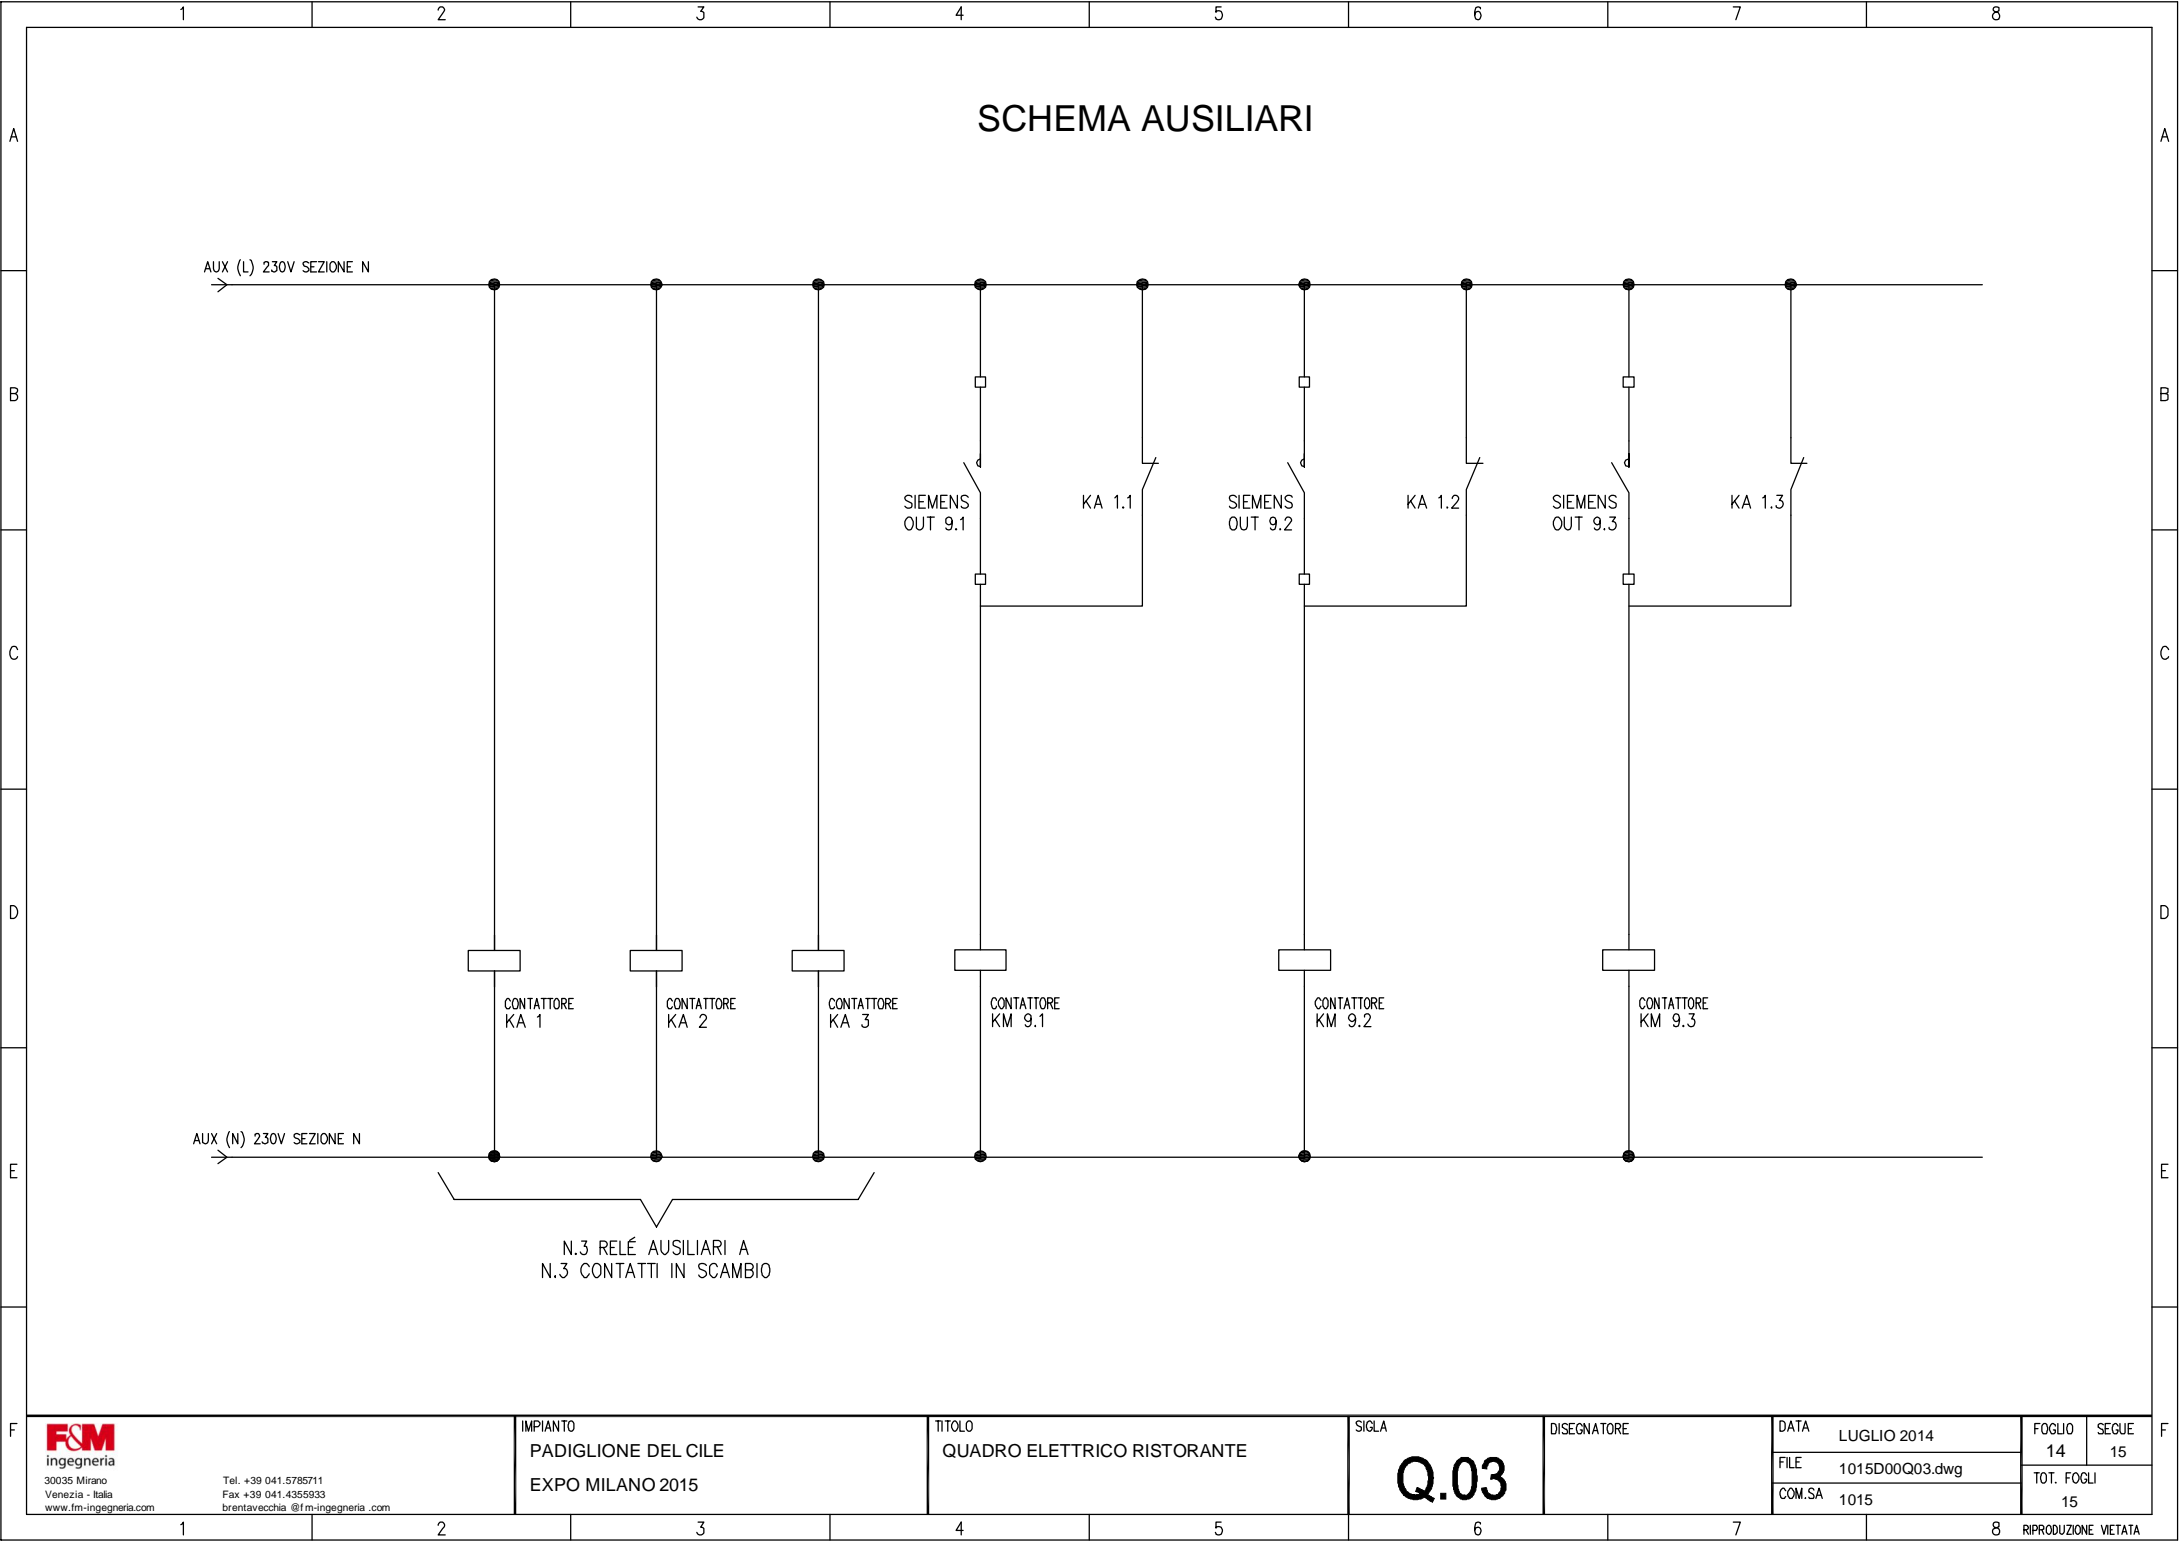 1 2 3 4 5 6 7 8
SCHEMA AUSILIARI
A A
AUX (L) 230V SEZIONE N
B B
SIEMENS
OUT 9.1
KA 1.1
SIEMENS
OUT 9.2
KA 1.2
SIEMENS
OUT 9.3
KA 1.3
C C
D D
CONTATTORE
KA 1
CONTATTORE
KA 2
CONTATTORE
KA 3
CONTATTORE
KM 9.1
CONTATTORE
KM 9.2
CONTATTORE
KM 9.3
AUX (N) 230V SEZIONE N
E E
N.3 RELÉ AUSILIARI A
N.3 CONTATTI IN SCAMBIO
F F
F&M
ingegneria
30035 Mirano
Venezia - Italia
www.fm-ingegneria.com
Tel. +39 041.5785711
Fax +39 041.4355933
brentavecchia @fm-ingegneria .com
IMPIANTO
PADIGLIONE DEL CILE
EXPO MILANO 2015
TITOLO
QUADRO ELETTRICO RISTORANTE
SIGLA
Q.03
DISEGNATORE
DATA LUGLIO 2014
FILE 1015D00Q03.dwg
COM.SA 1015
FOGLIO
14
SEGUE
15
TOT. FOGLI
15
1 2 3 4 5 6 7 8
RIPRODUZIONE VIETATA